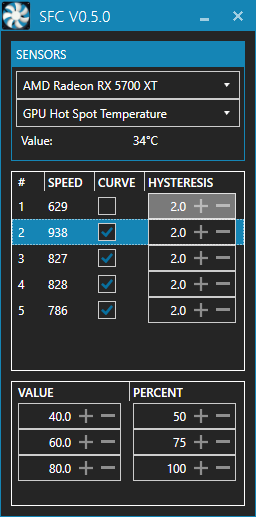 SFC V0.5.0
SENSORS
AMD Radeon RX 5700 XT
GPU Hot Spot Temperature
Value: 34°C
# SPEED CURVE HYSTERESIS
1 629 2.0
2 938 2.0
3 827 2.0
4 828 2.0
5 786 2.0
VALUE PERCENT
40.0 50
60.0 75
80.0 100